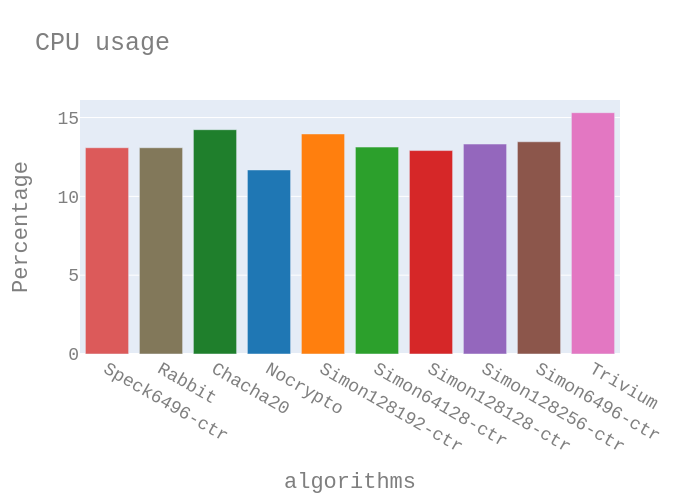 CPU usage
Percentage
15
10
5
0
Speck6496-ctr
Rabbit
Chacha20
Nocrypto
Simon128192-ctr
Simon64128-ctr
Simon128128-ctr
Simon128256-ctr
Simon6496-ctr
Trivium
algorithms